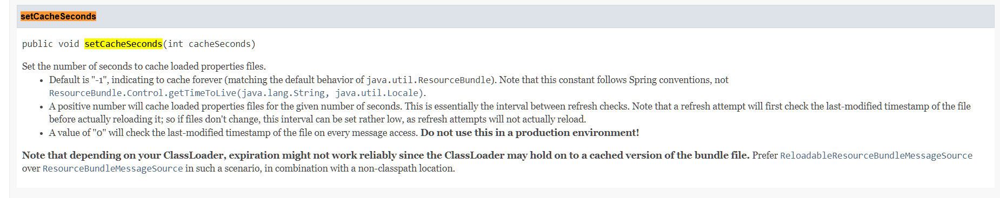 setCacheSeconds
public void setCacheSeconds(int cacheSeconds)
Set the number of seconds to cache loaded properties files.
• Default is "-1", indicating to cache forever (matching the default behavior of java.util.ResourceBundle). Note that this constant follows Spring conventions, not
ResourceBundle.Control.getTimeToLive(java.lang.String, java.util.Locale).
• A positive number will cache loaded properties files for the given number of seconds. This is essentially the interval between refresh checks. Note that a refresh attempt will first check the last-modified timestamp of the file
before actually reloading it; so if files don't change, this interval can be set rather low, as refresh attempts will not actually reload.
• A value of "0" will check the last-modified timestamp of the file on every message access. Do not use this in a production environment!
Note that depending on your ClassLoader, expiration might not work reliably since the ClassLoader may hold on to a cached version of the bundle file. Prefer ReloadableResourceBundleMessageSource
over ResourceBundleMessageSource in such a scenario, in combination with a non-classpath location.